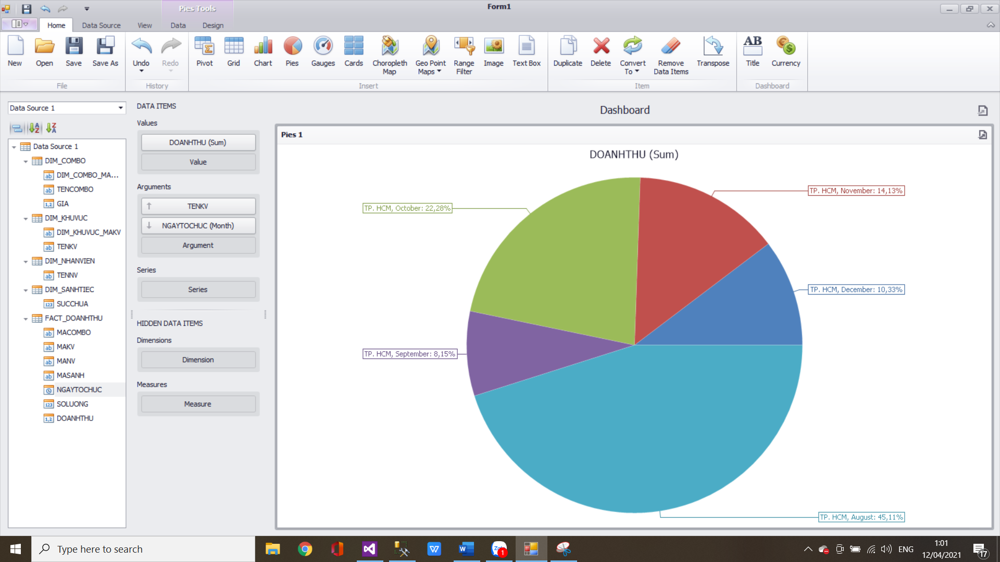 Pies Tools
Form1
Home
Data Source
View
Data
Design
New
Open
Save
Save As
File
Undo
Redo
History
Pivot
Grid
Chart
Pies
Gauges
Cards
Choropleth
Map
Geo Point
Maps
Range
Filter
Image
Text Box
Insert
Duplicate
Delete
Convert
To
Remove
Data Items
Transpose
Item
AB
Title
Currency
Dashboard
Data Source 1
Data Source 1
DIM_COMBO
DIM_COMBO_MA...
TENCOMBO
GIA
DIM_KHUVUC
DIM_KHUVUC_MAKV
TENKV
DIM_NHANVIEN
TENNV
DIM_SANHTIEC
SUCCHUA
FACT_DOANHTHU
MACOMBO
MAKV
MANV
MASANH
NGAYTOCHUC
SOLUONG
DOANHTHU
DATA ITEMS
Values
DOANHTHU (Sum)
Value
Arguments
TENKV
NGAYTOCHUC (Month)
Argument
Series
Series
HIDDEN DATA ITEMS
Dimensions
Dimension
Measures
Measure
Dashboard
Pies 1
DOANHTHU (Sum)
TP. HCM, November: 14,13%
TP. HCM, October: 22,28%
TP. HCM, December: 10,33%
TP. HCM, September: 8,15%
TP. HCM, August: 45,11%
Type here to search
1
ENG
1:01
12/04/2021
17